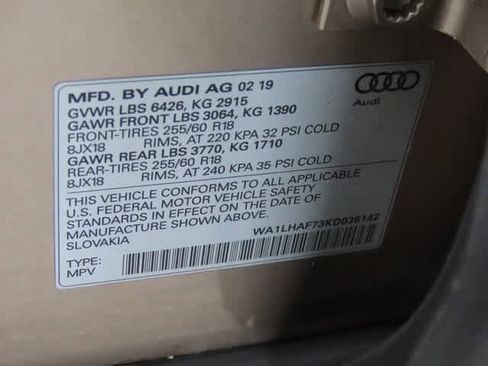 MFD. BY AUDI AG 02 19
GVWR LBS 6426, KG 2915
GAWR FRONT LBS 3064, KG 1390
FRONT-TIRES 255/60 R18
8JX18 RIMS, AT 220 KPA 32 PSI COLD
GAWR REAR LBS 3770, KG 1710
REAR-TIRES 255/60 R18
8JX18 RIMS, AT 240 KPA 35 PSI COLD
THIS VEHICLE CONFORMS TO ALL APPLICABLE
U.S. FEDERAL MOTOR VEHICLE SAFETY
STANDARDS IN EFFECT ON THE DATE OF
MANUFACTURE SHOWN ABOVE.
SLOVAKIA
Audi
WA1LHAF73KD036142
TYPE:
MPV